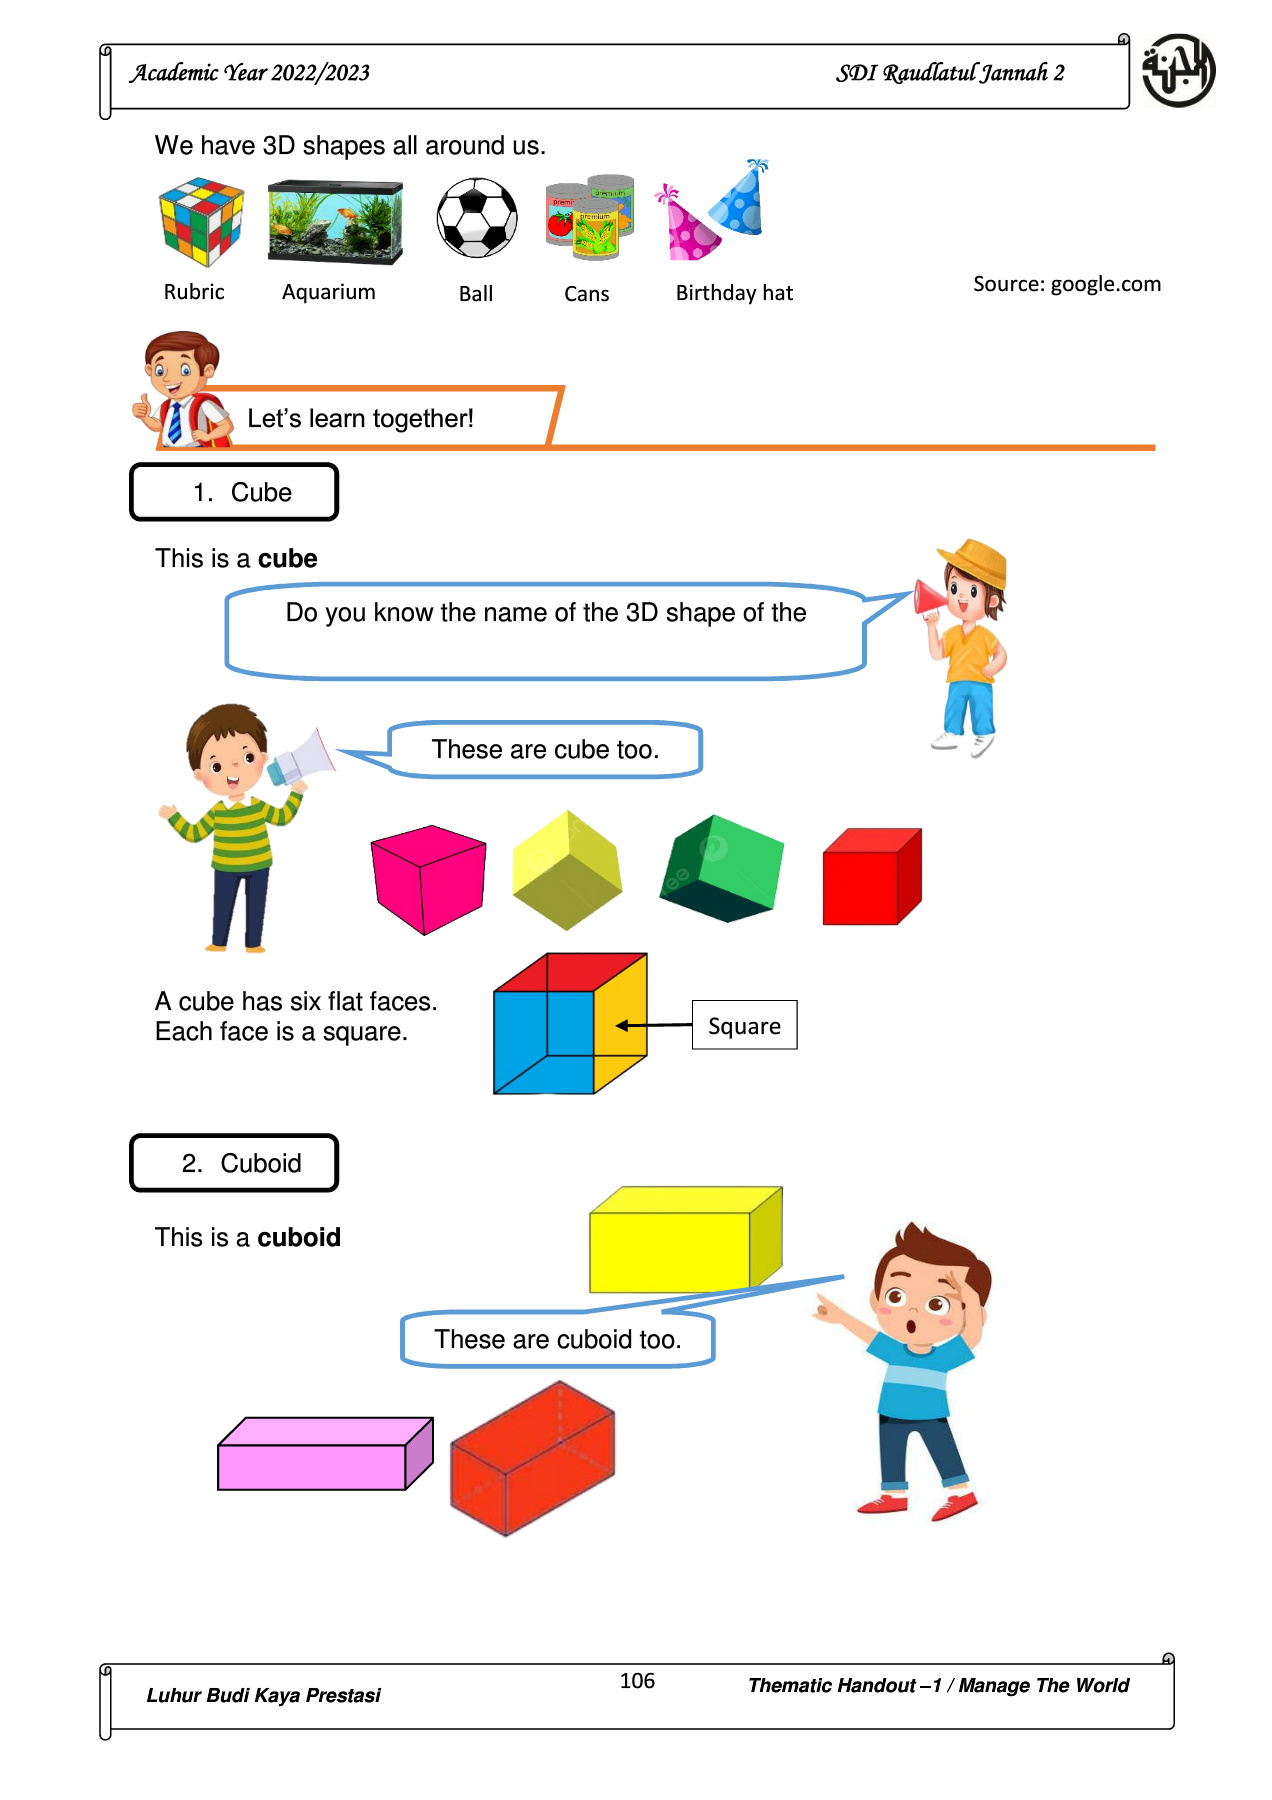 Academic Year 2022/2023
SDI Raudlatul Jannah 2
We have 3D shapes all around us.
premium
premium
Rubric
Aquarium
Ball
Cans
Birthday hat
Source: google.com
Let's learn together!
1. Cube
This is a cube
Do you know the name of the 3D shape of the
These are cube too.
A cube has six flat faces.
Each face is a square.
Square
2. Cuboid
This is a cuboid
These are cuboid too.
Luhur Budi Kaya Prestasi
106
Thematic Handout –1 / Manage The World